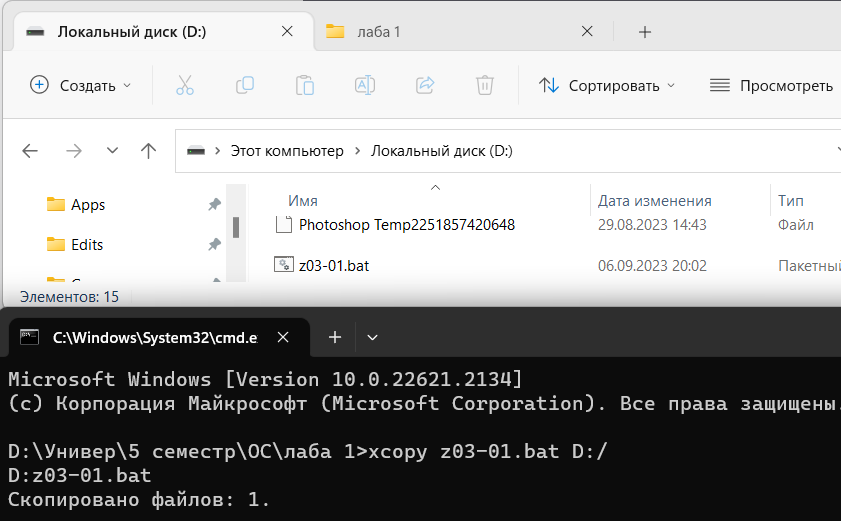 Локальный диск (D:)
лаба 1
Создать
Сортировать
Просмотреть
Этот компьютер
Локальный диск (D:)
Имя
Дата изменения
Тип
Apps
Photoshop Temp2251857420648
29.08.2023 14:43
Файл
Edits
z03-01.bat
06.09.2023 20:02
Пакетны
Элементов: 15
C:\Windows\System32\cmd.e
Microsoft Windows [Version 10.0.22621.2134]
(c) Корпорация Майкрософт (Microsoft Corporation). Все права защищены.
D:\Универ\5 семестр\ОС\лаба 1>xcopy z03-01.bat D:/
D:z03-01.bat
Скопировано файлов: 1.